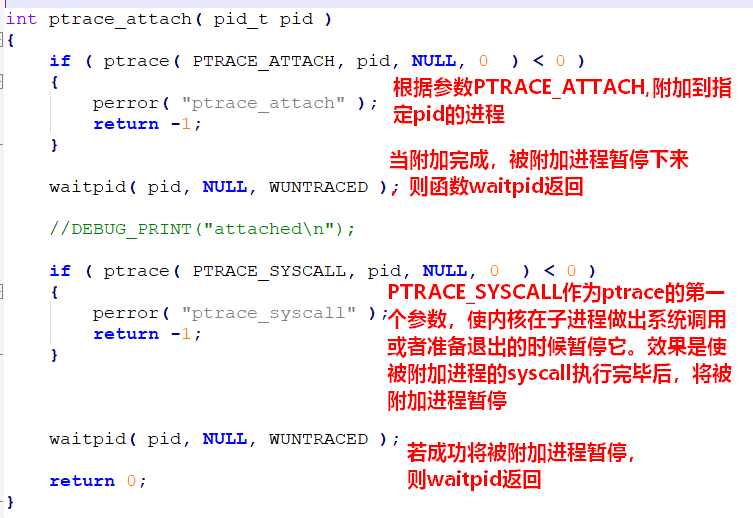 int ptrace_attach( pid_t pid )
{
if ( ptrace( PTRACE_ATTACH, pid, NULL, 0  ) < 0 )
{
根据参数PTRACE_ATTACH,附加到指
perror( "ptrace_attach" );
定pid的进程
return -1;
}
当附加完成，被附加进程暂停下来
waitpid( pid, NULL, WUNTRACED );
，则函数waitpid返回
//DEBUG_PRINT("attached\n");
if ( ptrace( PTRACE_SYSCALL, pid, NULL, 0  ) < 0 )
{
PTRACE_SYSCALL作为ptrace的第一
perror( "ptrace_syscall" );
个参数，使内核在子进程做出系统调用
return -1;
或者准备退出的时候暂停它。效果是使
}
被附加进程的syscall执行完毕后，将被
附加进程暂停
waitpid( pid, NULL, WUNTRACED );
若成功将被附加进程暂停，
则waitpid返回
return 0;
}